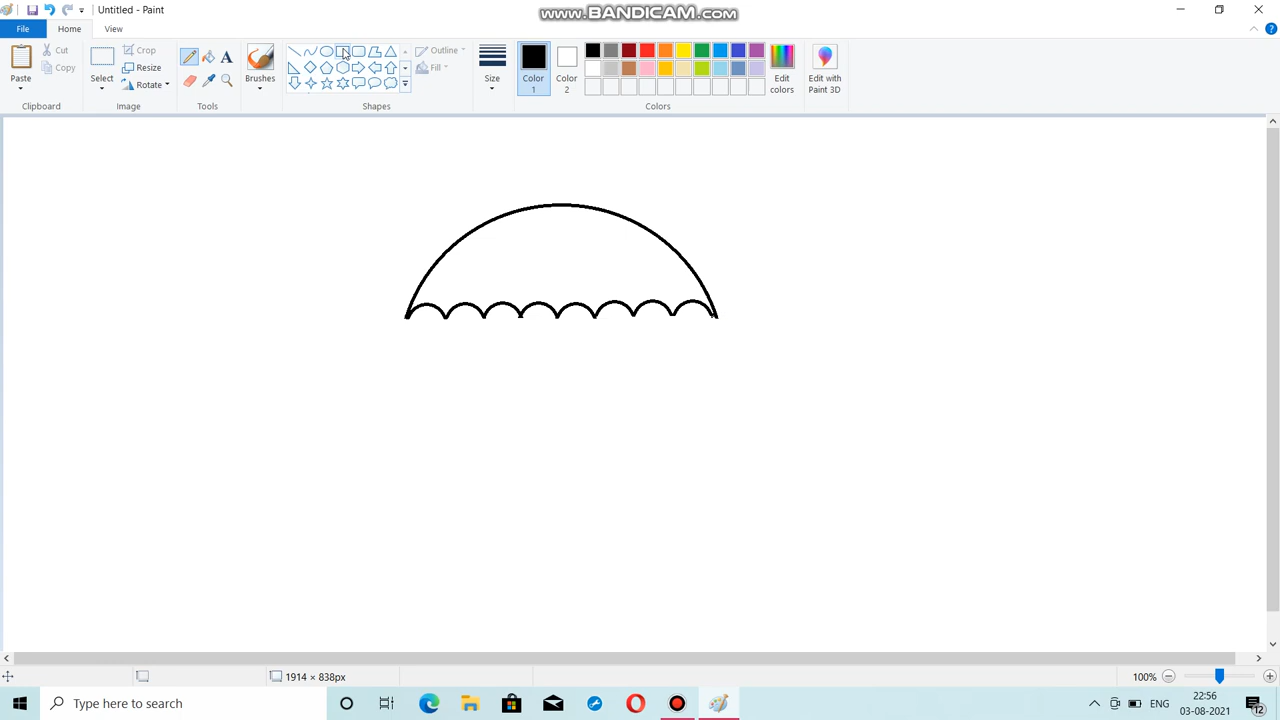 Untitled - Paint
www.BANDICAM.com
File
Home
View
Paste
Cut
Copy
Clipboard
Select
Crop
Resize
Rotate
Image
A
Tools
Brushes
Outline
Fill
Shapes
Size
Color 1
Color 2
Edit colors
Colors
Edit with Paint 3D
1914 × 838px
100%
Type here to search
ENG
22:56
03-08-2021
12